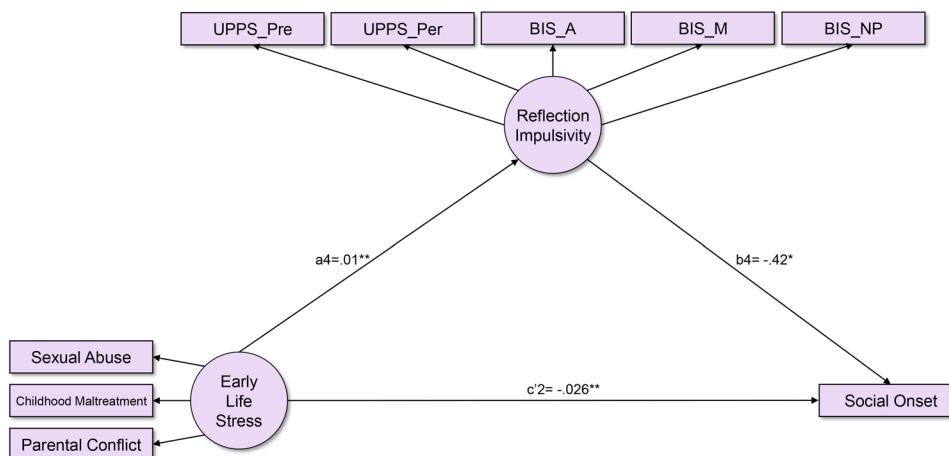 UPPS_Pre
UPPS_Per
BIS_A
BIS_M
BIS_NP
Reflection
Impulsivity
a4=.01**
b4= -.42*
Sexual Abuse
Childhood Maltreatment
Parental Conflict
Early
Life
Stress
c'2= -.026**
Social Onset